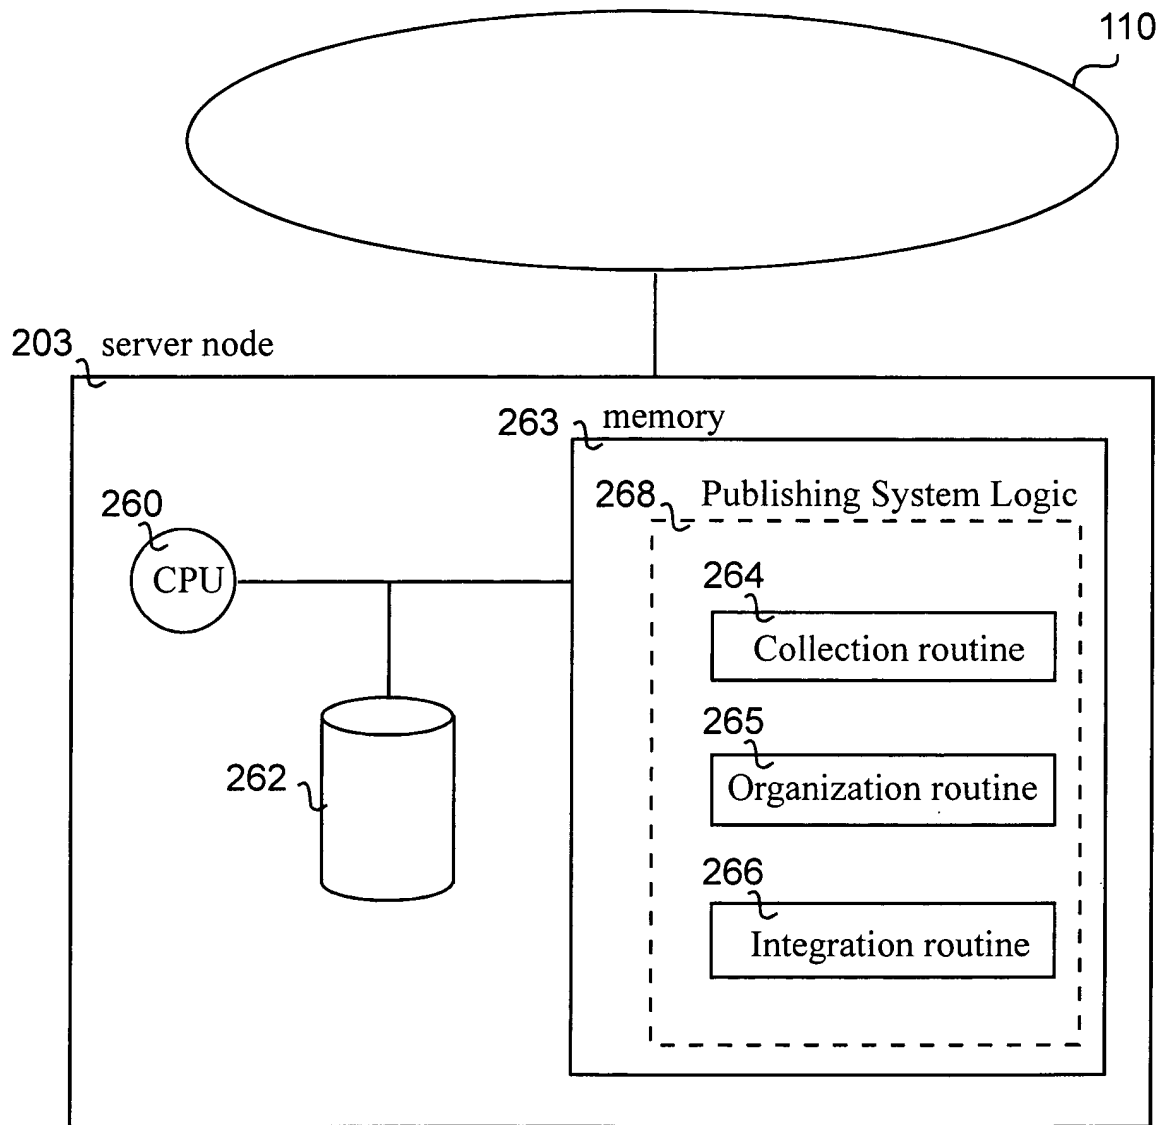 110
203 server node
263 memory
268 Publishing System Logic
260
CPU
264
Collection routine
265
262
Organization routine
266
Integration routine